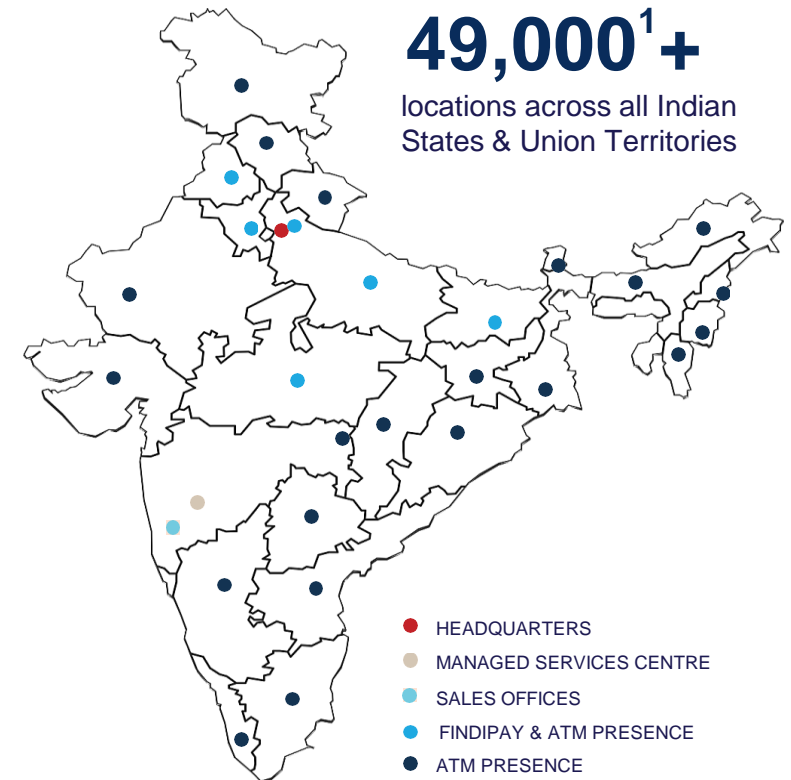 49,000¹+
locations across all Indian
States & Union Territories
HEADQUARTERS
MANAGED SERVICES CENTRE
SALES OFFICES
FINDIPAY & ATM PRESENCE
ATM PRESENCE